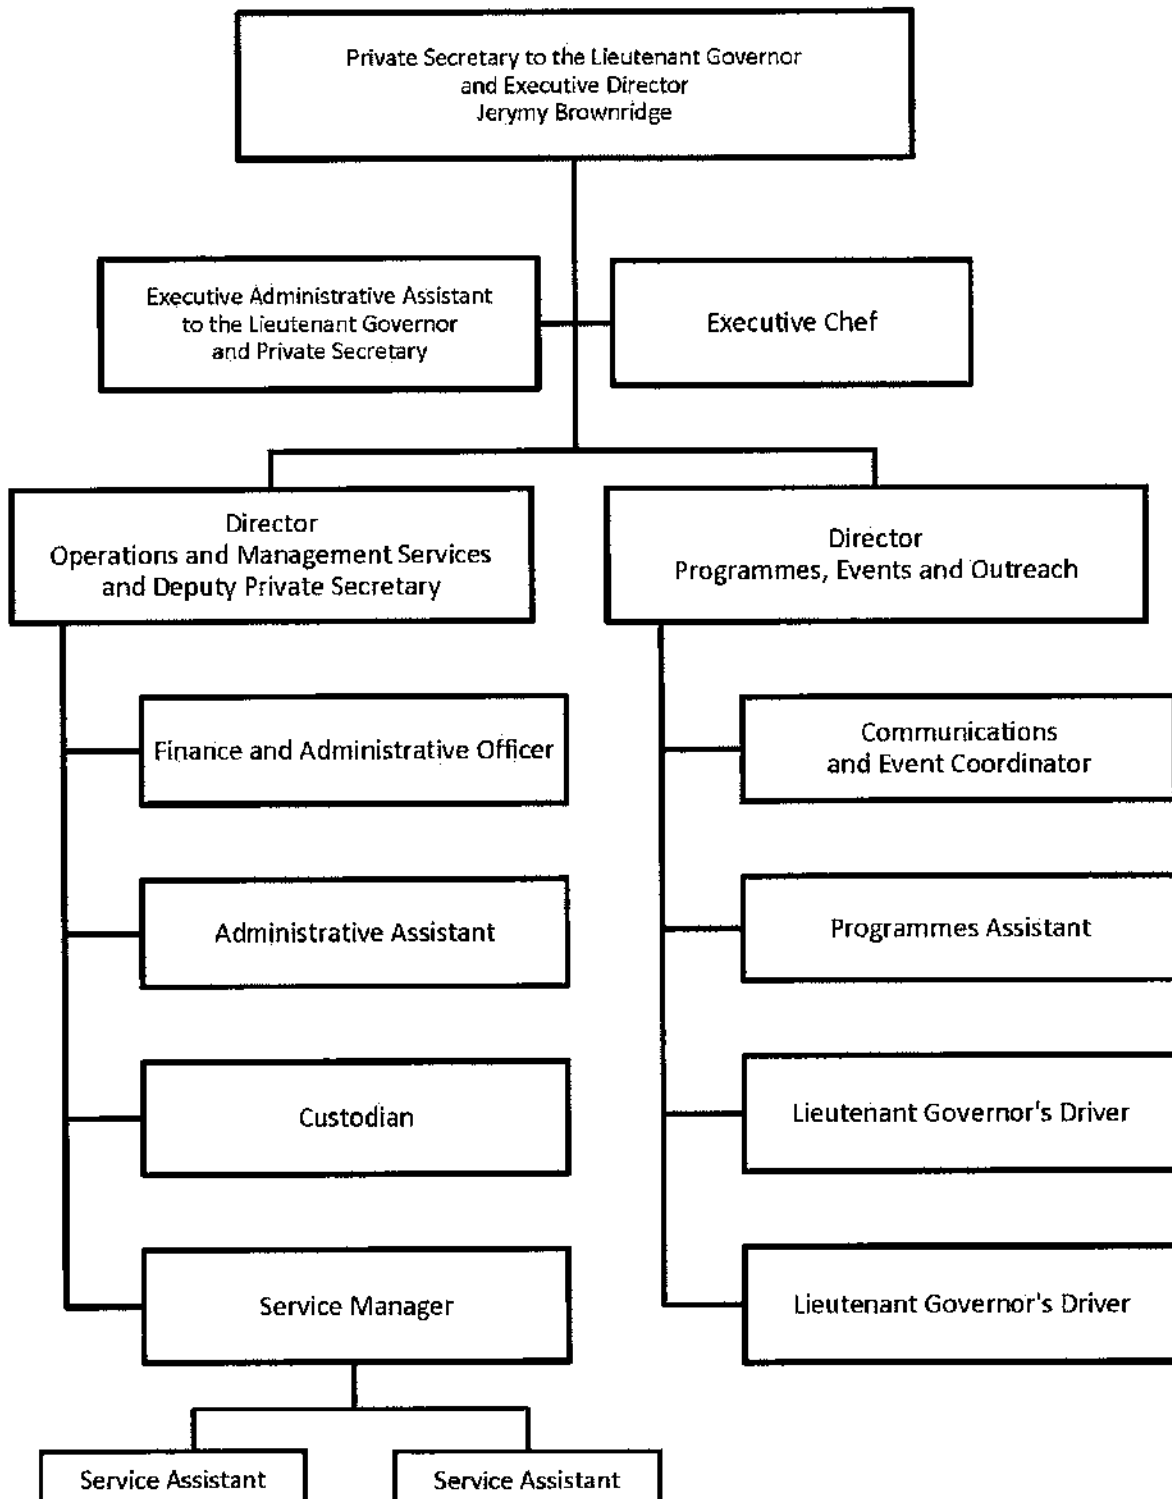 Private Secretary to the Lieutenant Governor
and Executive Director
Jerymy Brownridge
Executive Administrative Assistant
to the Lieutenant Governor
and Private Secretary
Executive Chef
Director
Operations and Management Services
and Deputy Private Secretary
Director
Programmes, Events and Outreach
Finance and Administrative Officer
Communications
and Event Coordinator
Administrative Assistant
Programmes Assistant
Custodian
Lieutenant Governor's Driver
Service Manager
Lieutenant Governor's Driver
Service Assistant
Service Assistant